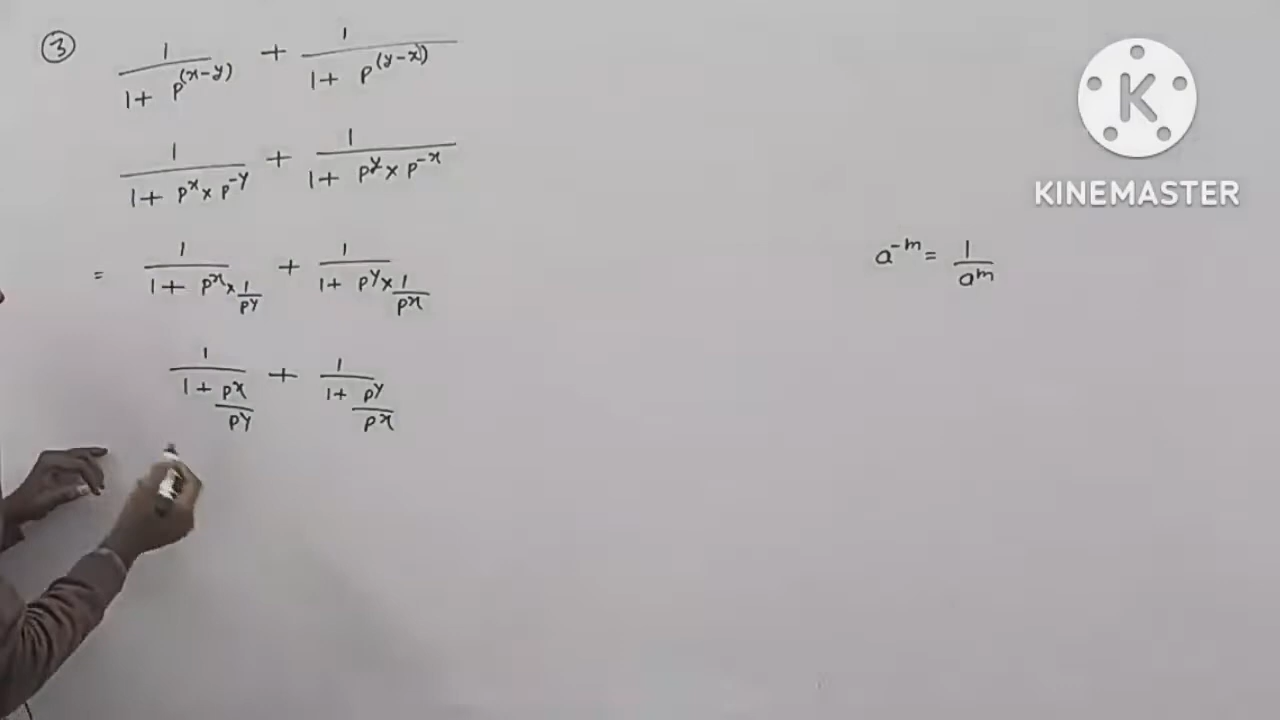 ③ 1/(1+ p^(x-y)) + 1/(1+ p^(y-x))
1/(1+ p^x × p^-y) + 1/(1+ p^y × p^-x)
= 1/(1+ p^x × 1/p^y) + 1/(1+ p^y × 1/p^x)
1/(1+ p^x/p^y) + 1/(1+ p^y/p^x)
a^-m = 1/a^m
K
KINEMASTER